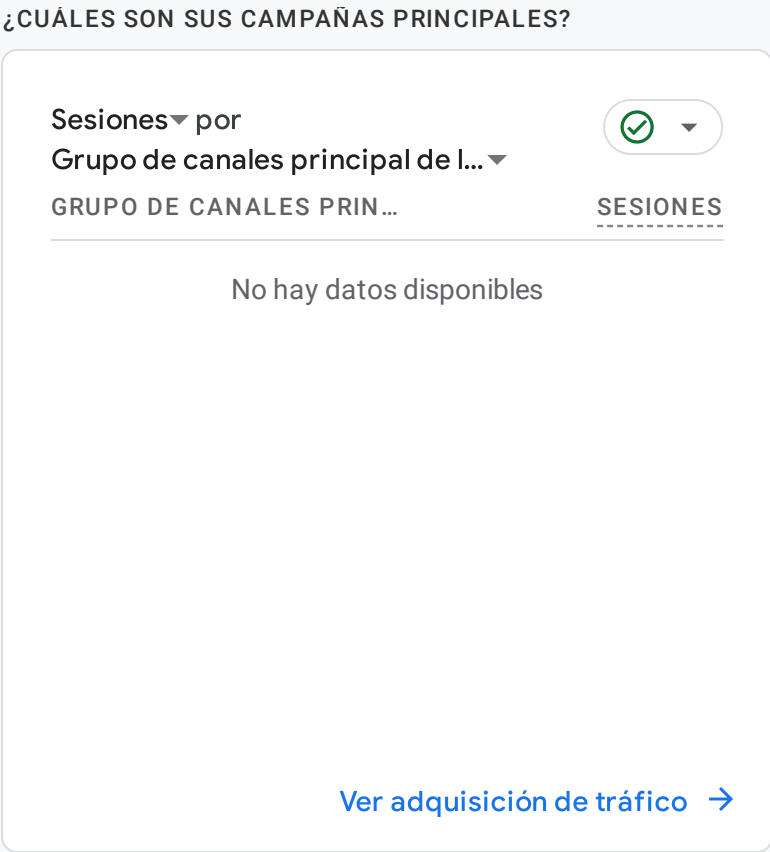 ¿CUÁLES SON SUS CAMPAÑAS PRINCIPALES?
Sesiones por
Grupo de canales principal de l...
GRUPO DE CANALES PRIN... SESIONES
No hay datos disponibles
Ver adquisición de tráfico